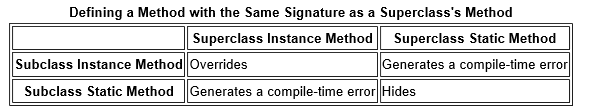 Defining a Method with the Same Signature as a Superclass's Method
Superclass Instance Method Superclass Static Method
Subclass Instance Method Overrides Generates a compile-time error
Subclass Static Method Generates a compile-time error Hides